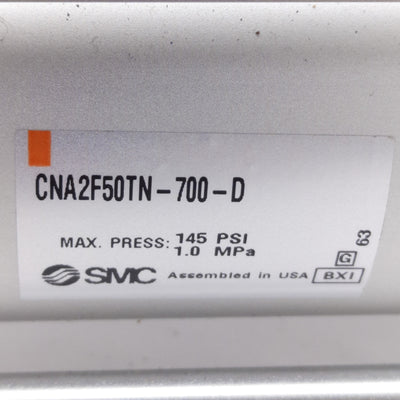 CNA2F50TN-700-D
MAX. PRESS: 145 PSI
1.0 MPa
G 63
SMC Assembled in USA BXI